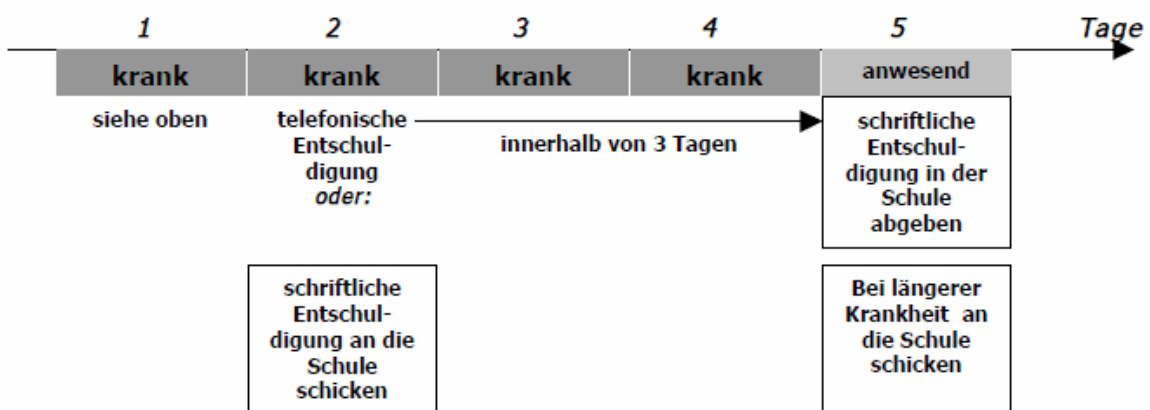 1 2 3 4 5 Tage
krank krank krank krank anwesend
siehe oben
telefonische
Entschul-
digung
oder:
innerhalb von 3 Tagen
schriftliche
Entschul-
digung in der
Schule
abgeben
schriftliche
Entschul-
digung an die
Schule
schicken
Bei längerer
Krankheit an
die Schule
schicken